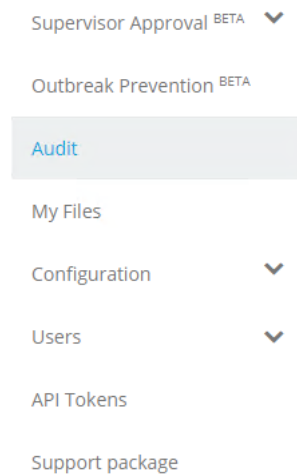 Supervisor Approval BETA
Outbreak Prevention BETA
Audit
My Files
Configuration
Users
API Tokens
Support package